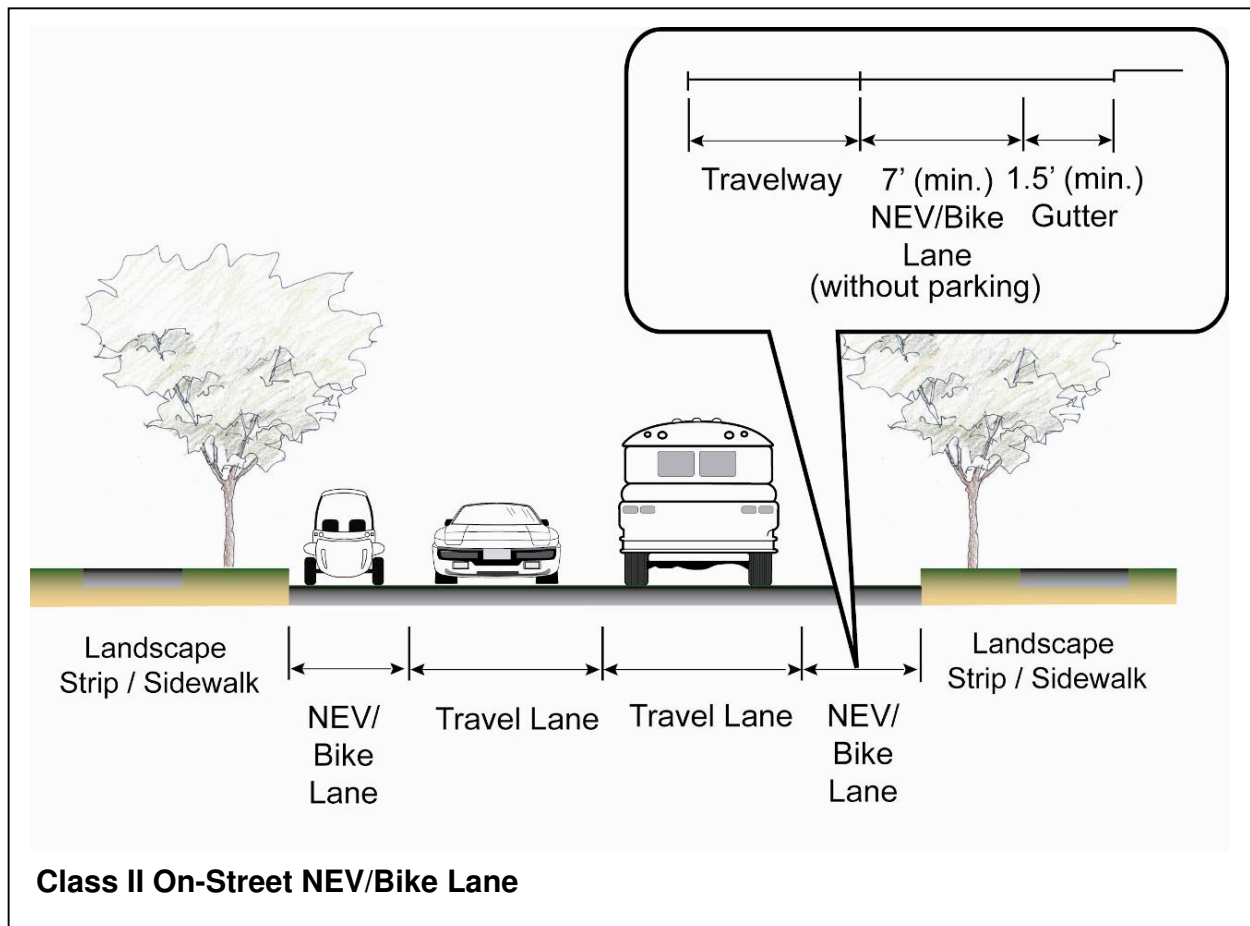 Travelway
7’ (min.) 1.5’ (min.)
NEV/Bike Gutter
Lane
(without parking)
Landscape
Strip / Sidewalk
NEV/
Bike
Lane
Travel Lane
Travel Lane
NEV/
Bike
Lane
Landscape
Strip / Sidewalk
Class II On-Street NEV/Bike Lane